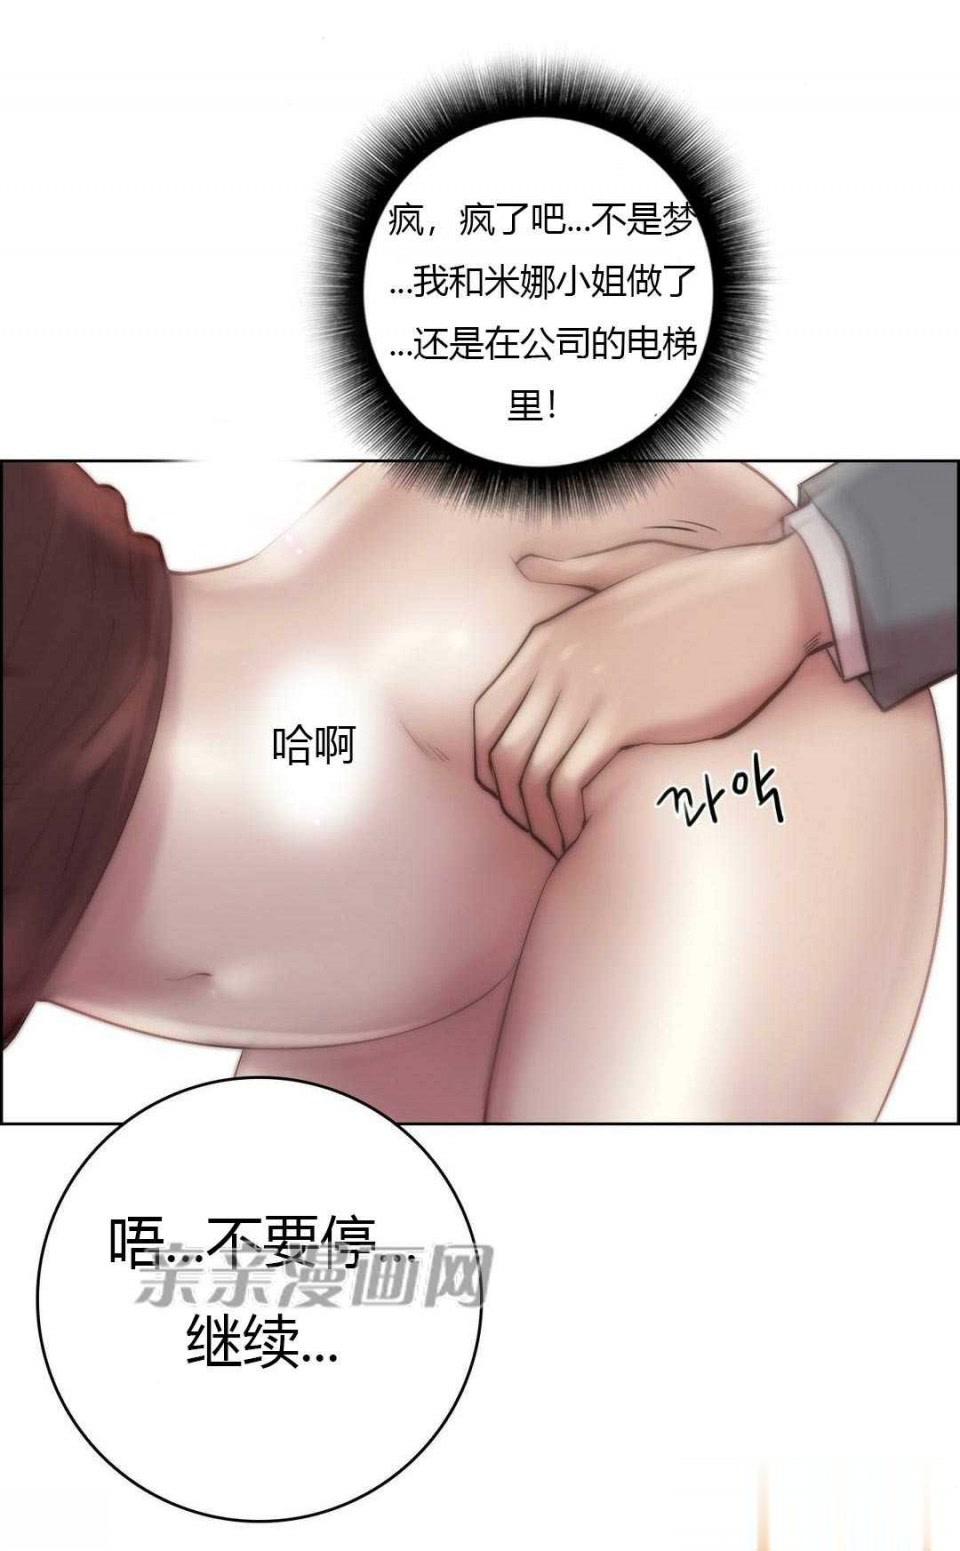 疯，疯了吧...不是梦
...我和米娜小姐做了
...还是在公司的电梯
里！
哈啊
꽈악
唔...不要停...
亲亲漫画网
继续...